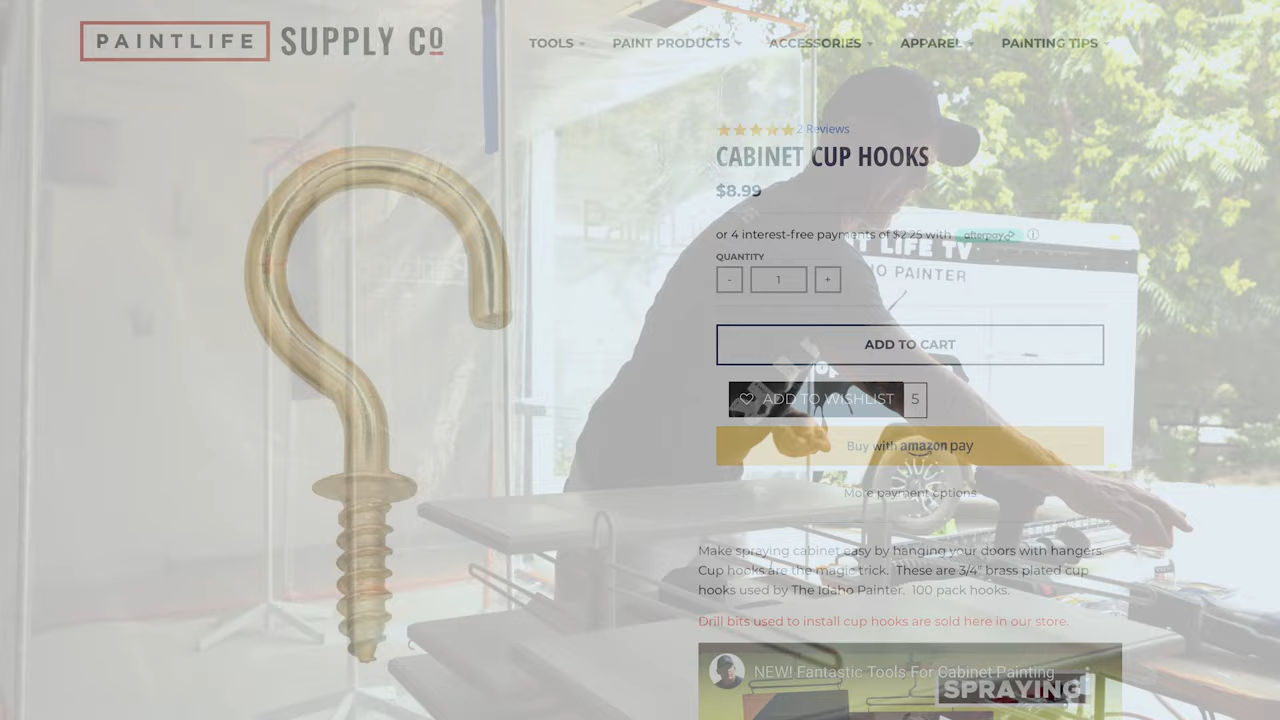 PAINTLIFE SUPPLY CO
TOOLS PAINT PRODUCTS ACCESSORIES APPAREL PAINTING TIPS
2 Reviews
CABINET CUP HOOKS
$8.99
or 4 interest-free payments of $2.25 with afterpay
LIFE TV
QUANTITY
PAINTER
- 1 +
ADD TO CART
ADD TO WISHLIST 5
Buy with amazon pay
More payment options
Make spraying cabinet easy by hanging your doors with hangers.
Cup hooks are the magic trick. These are 3/4" brass plated cup
hooks used by The Idaho Painter. 100 pack hooks.
Drill bits used to install cup hooks are sold here in our store.
NEW! Fantastic Tools For Cabinet Painting
SPRAYING